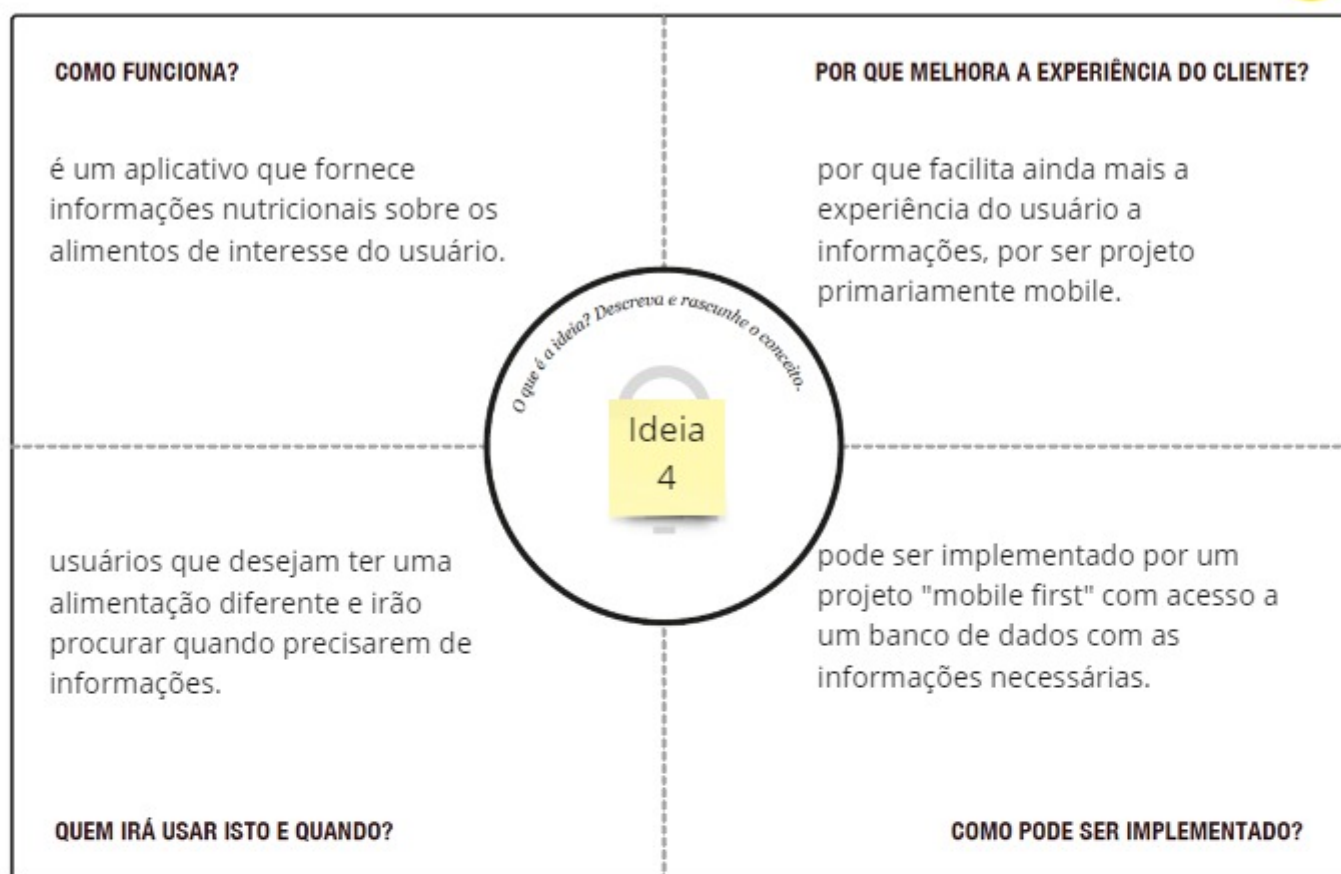 COMO FUNCIONA?
é um aplicativo que fornece
informações nutricionais sobre os
alimentos de interesse do usuário.
POR QUE MELHORA A EXPERIÊNCIA DO CLIENTE?
por que facilita ainda mais a
experiência do usuário a
informações, por ser projeto
primariamente mobile.
O que é a ideia? Descreva e rascunhe o conceito.
Ideia
4
usuários que desejam ter uma
alimentação diferente e irão
procurar quando precisarem de
informações.
QUEM IRÁ USAR ISTO E QUANDO?
pode ser implementado por um
projeto "mobile first" com acesso a
um banco de dados com as
informações necessárias.
COMO PODE SER IMPLEMENTADO?